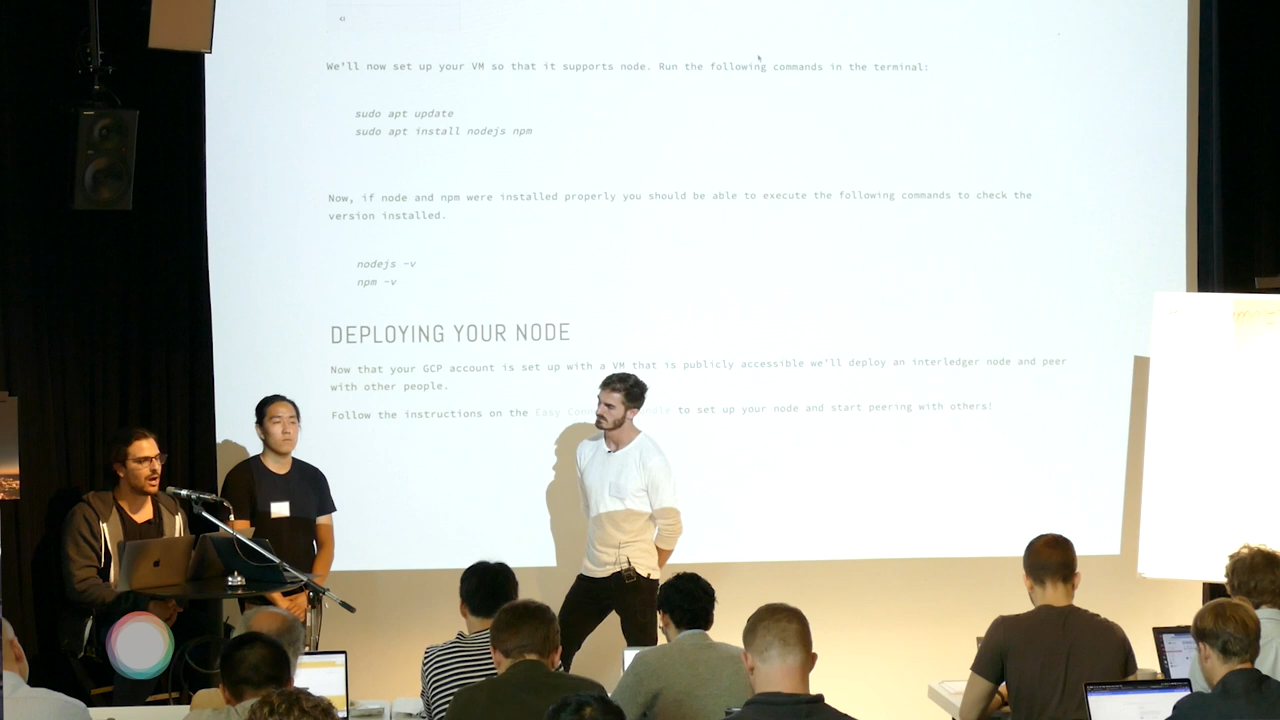 We'll now set up your VM so that it supports node. Run the following commands in the terminal:
sudo apt update
sudo apt install nodejs npm
Now, if node and npm were installed properly you should be able to execute the following commands to check the
version installed.
nodejs -v
npm -v
DEPLOYING YOUR NODE
Now that your GCP account is set up with a VM that is publicly accessible we'll deploy an interledger node and peer
with other people.
Follow the instructions on the Easy to set up your node and start peering with others!